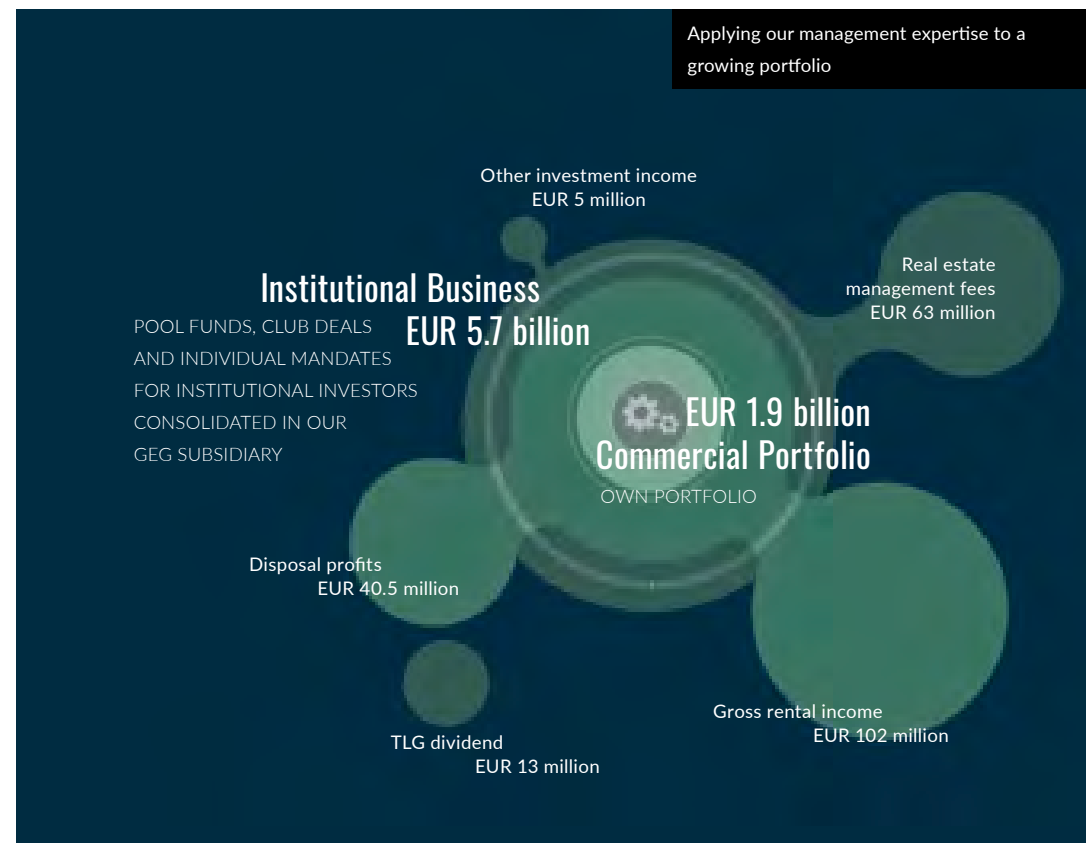 Applying our management expertise to a
growing portfolio
Other investment income
EUR 5 million
Real estate
management fees
EUR 63 million
Institutional Business
EUR 5.7 billion
POOL FUNDS, CLUB DEALS
AND INDIVIDUAL MANDATES
FOR INSTITUTIONAL INVESTORS
CONSOLIDATED IN OUR
GEG SUBSIDIARY
EUR 1.9 billion
Commercial Portfolio
OWN PORTFOLIO
Disposal profits
EUR 40.5 million
Gross rental income
EUR 102 million
TLG dividend
EUR 13 million